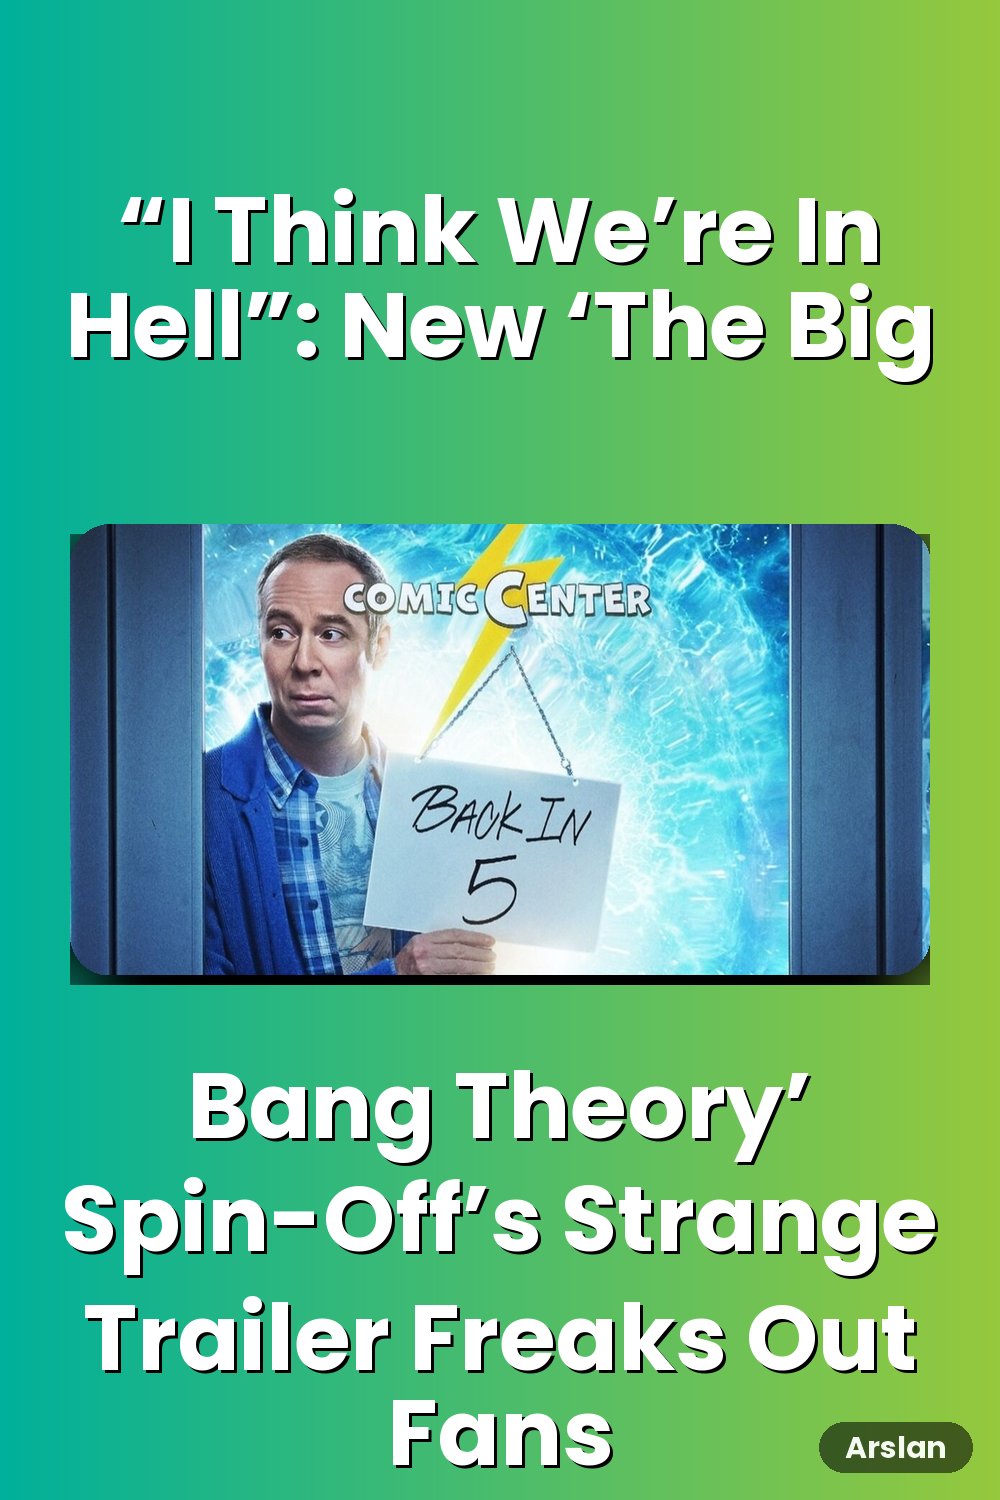 “I Think We’re In
Hell”: New ‘The Big
COMIC CENTER
BACK IN
5
Bang Theory’
Spin-Off’s Strange
Trailer Freaks Out
Fans
Arslan